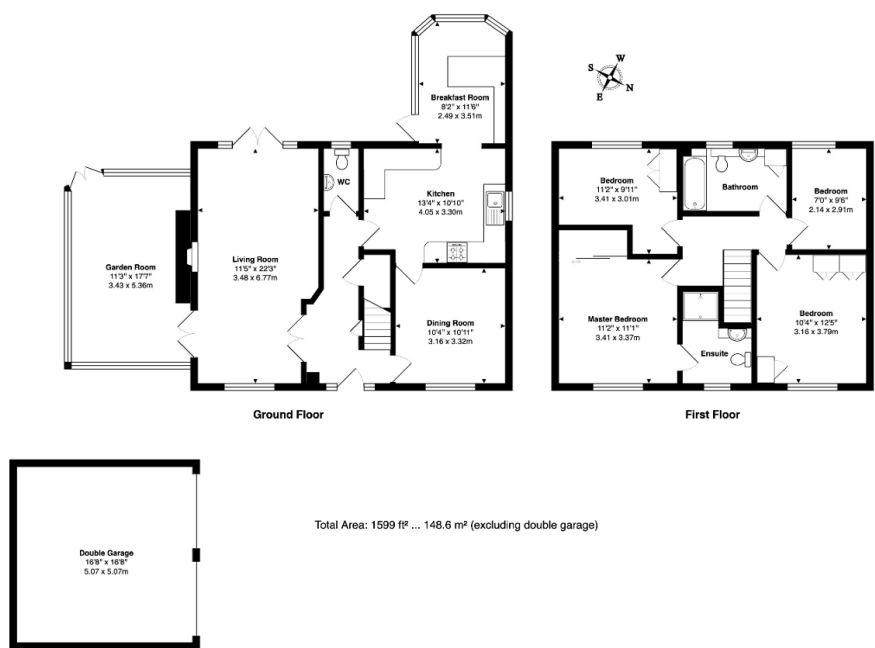 Breakfast Room
8'2" x 11'6"
2.49 x 3.51m
S
W
E
N
WC
Kitchen
13'4" x 10'10"
4.05 x 3.30m
Garden Room
11'3" x 17'7"
3.43 x 5.36m
Living Room
11'5" x 22'3"
3.48 x 6.77m
Dining Room
10'4" x 10'11"
3.16 x 3.32m
Ground Floor
Bedroom
11'2" x 9'11"
3.41 x 3.01m
Bathroom
Bedroom
7'0" x 9'6"
2.14 x 2.91m
Master Bedroom
11'2" x 11'1"
3.41 x 3.37m
Ensuite
Bedroom
10'4" x 12'5"
3.16 x 3.79m
First Floor
Double Garage
16'8" x 16'8"
5.07 x 5.07m
Total Area: 1599 ft² ... 148.6 m² (excluding double garage)